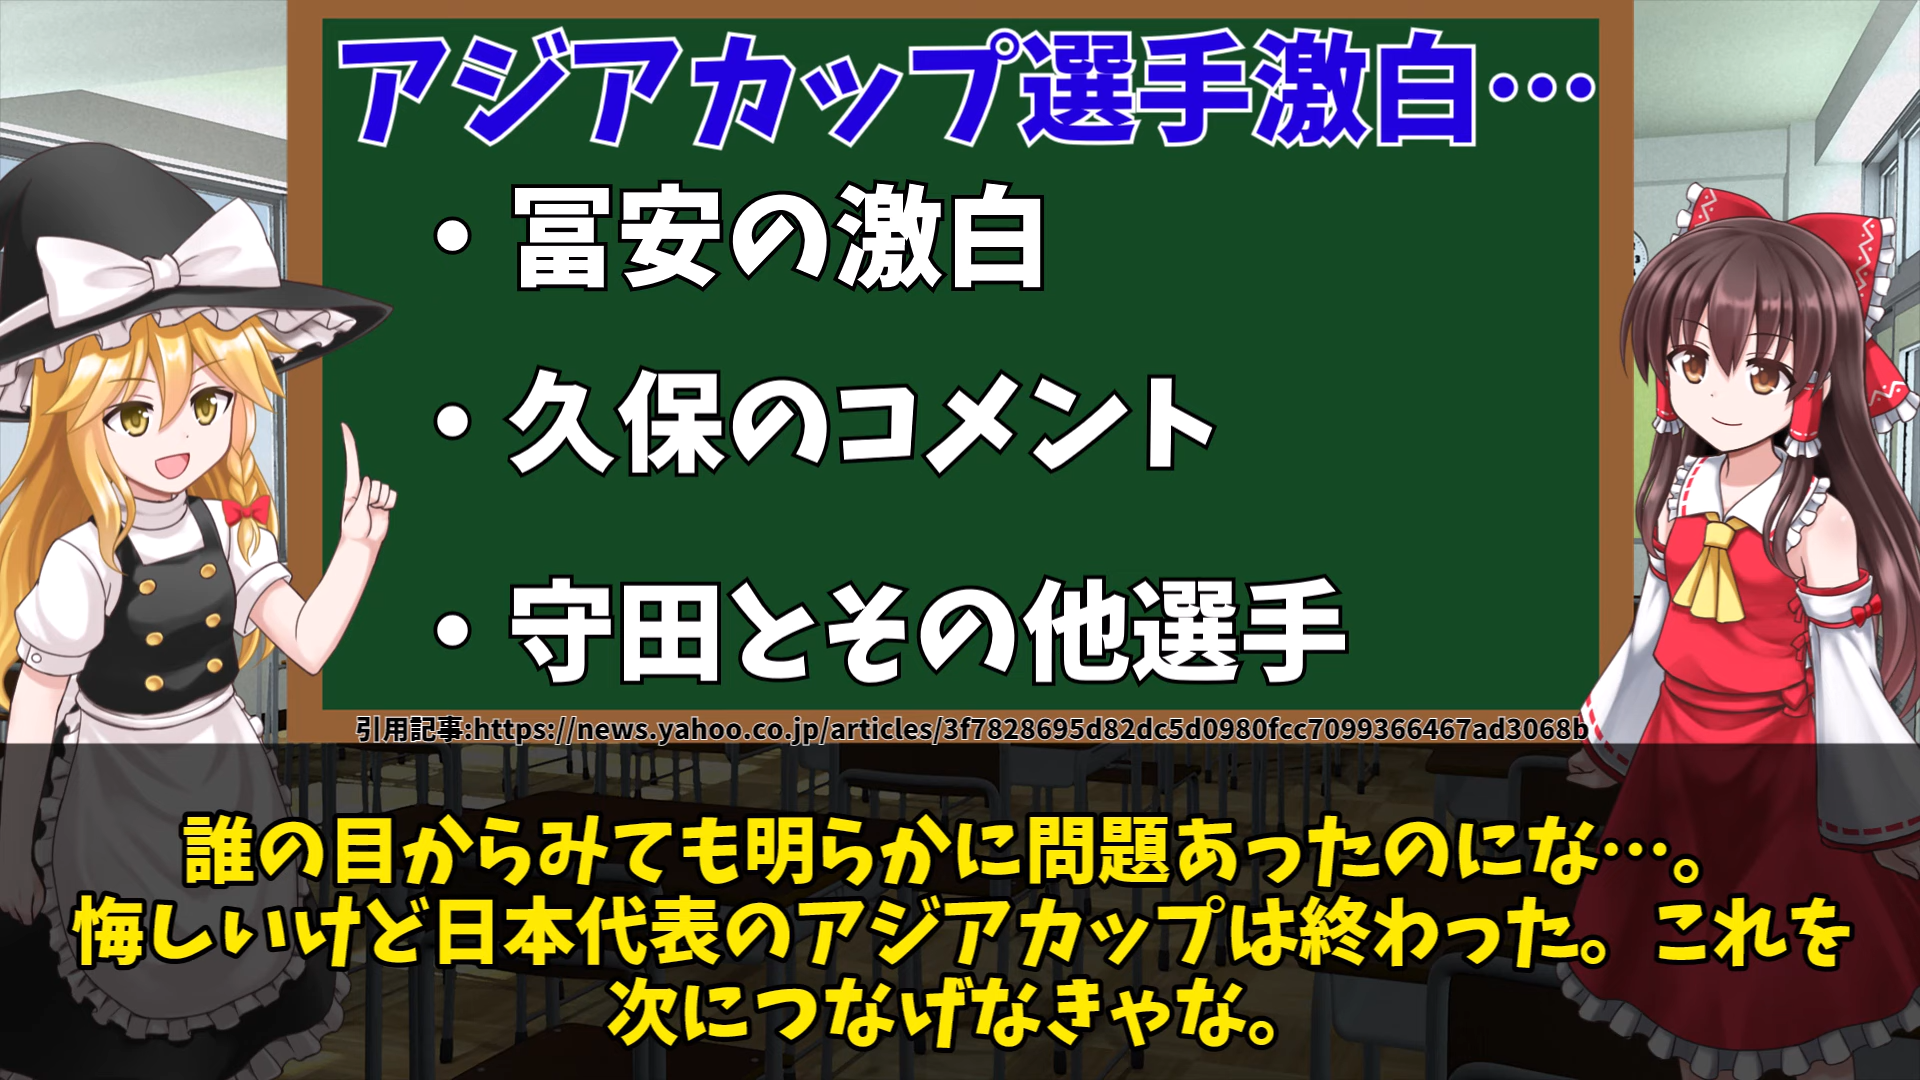 アジアカップ選手激白…
・冨安の激白
・久保のコメント
・守田とその他選手
引用記事:https://news.yahoo.co.jp/articles/3f7828695d82dc5d0980fcc7099366467ad3068b
誰の目からみても明らかに問題あったのにな…。
悔しいけど日本代表のアジアカップは終わった。これを
次につなげなきゃな。